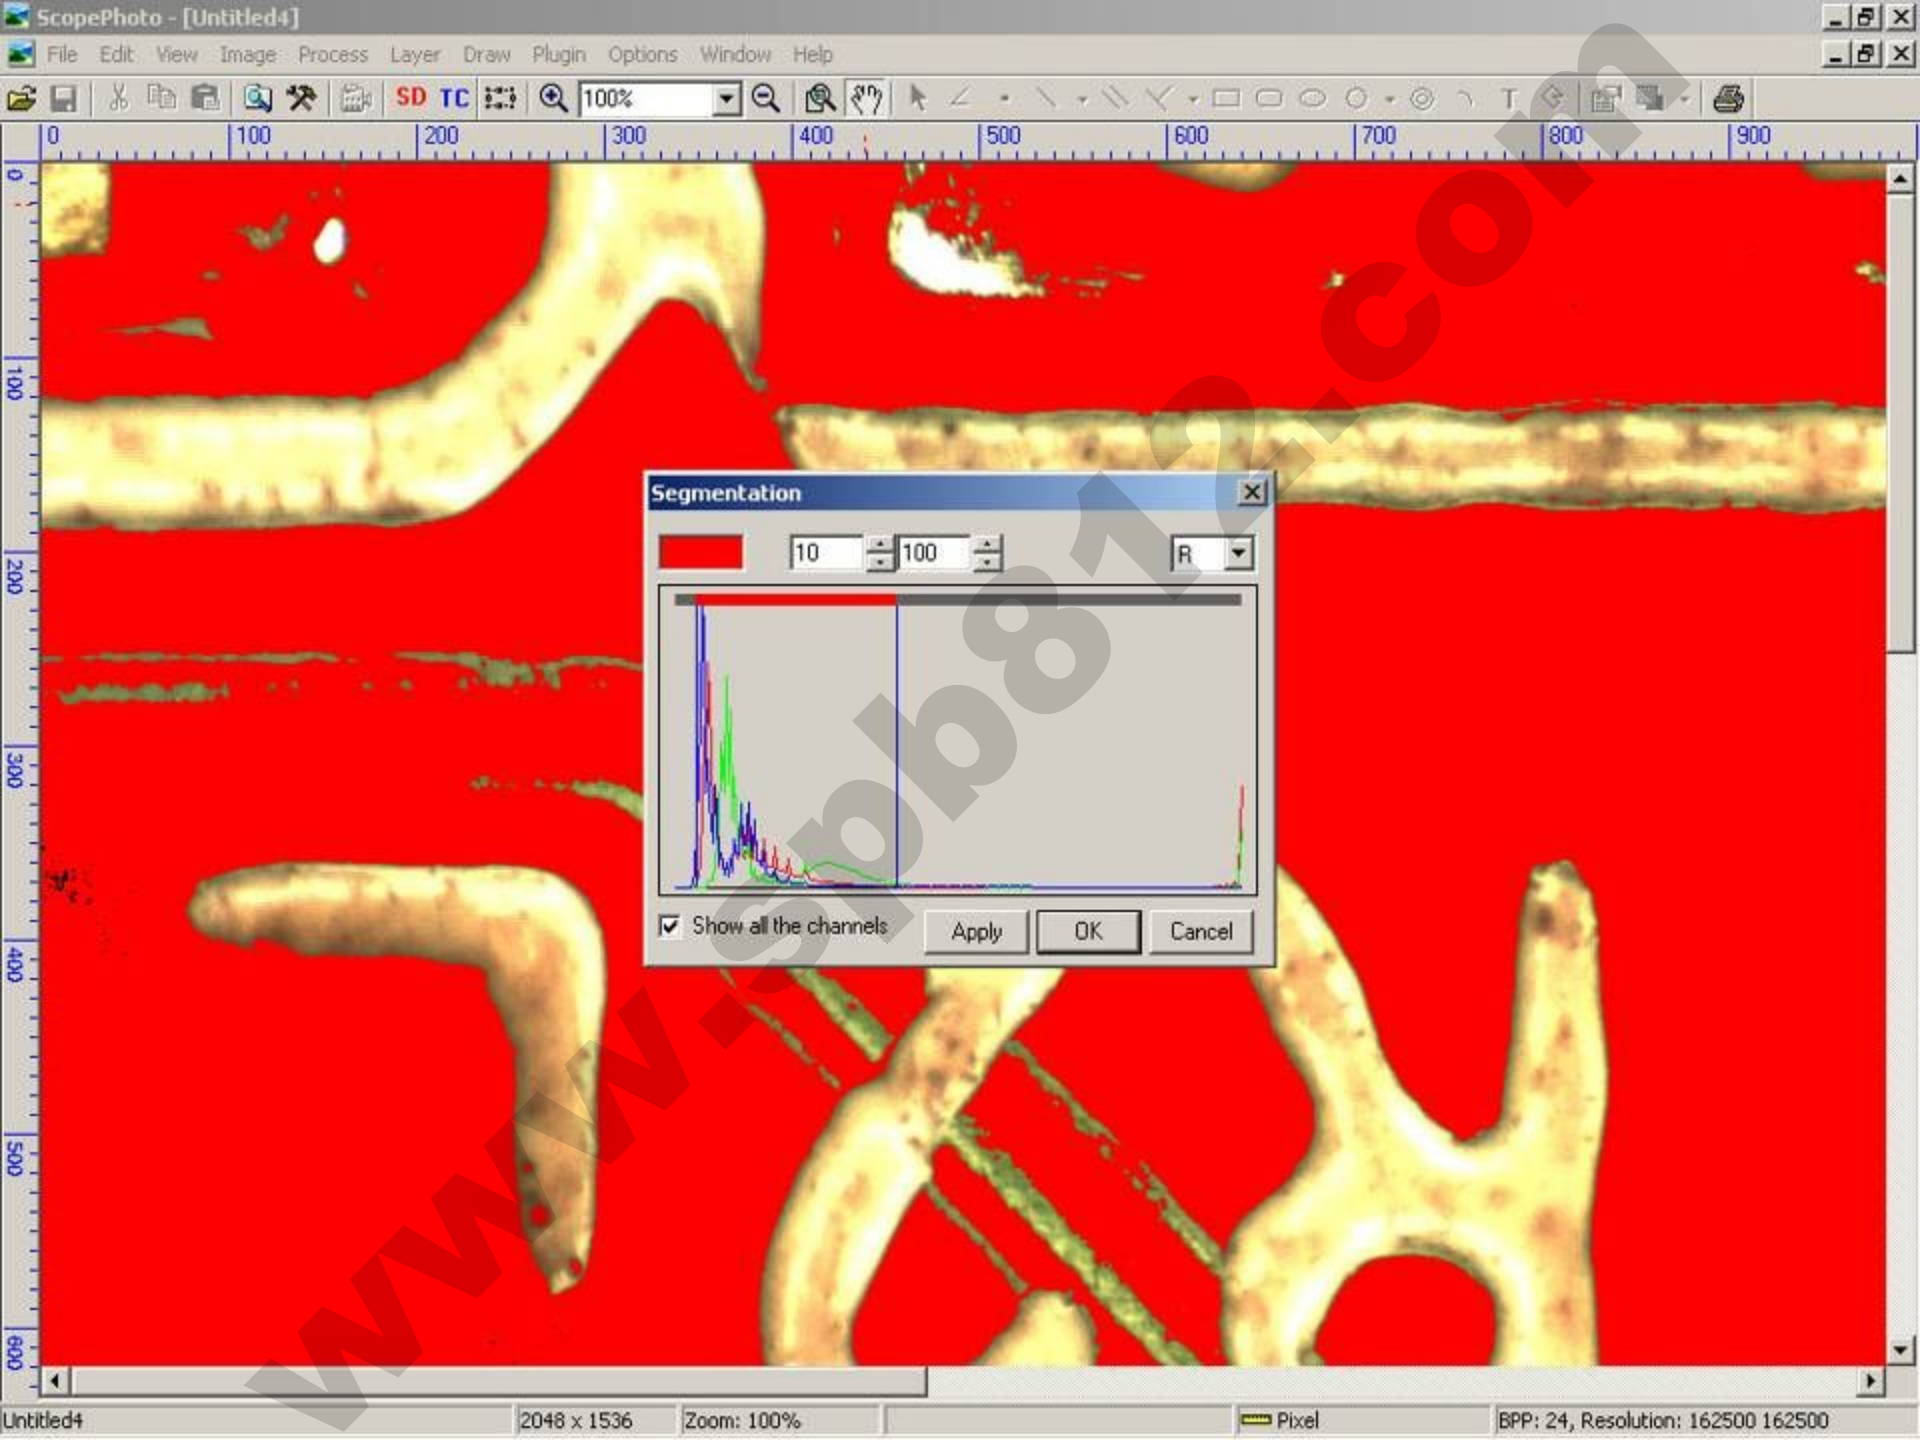 ScopePhoto - [Untitled4]
File Edit View Image Process Layer Draw Plugin Options Window Help
SD TC 100% T
0 100 200 300 400 500 600 700 800 900
0
100
200
300
400
500
600
Segmentation
10 100 R
Show all the channels Apply OK Cancel
www.spb812.com
Untitled4 2048 x 1536 Zoom: 100% Pixel BPP: 24, Resolution: 162500 162500